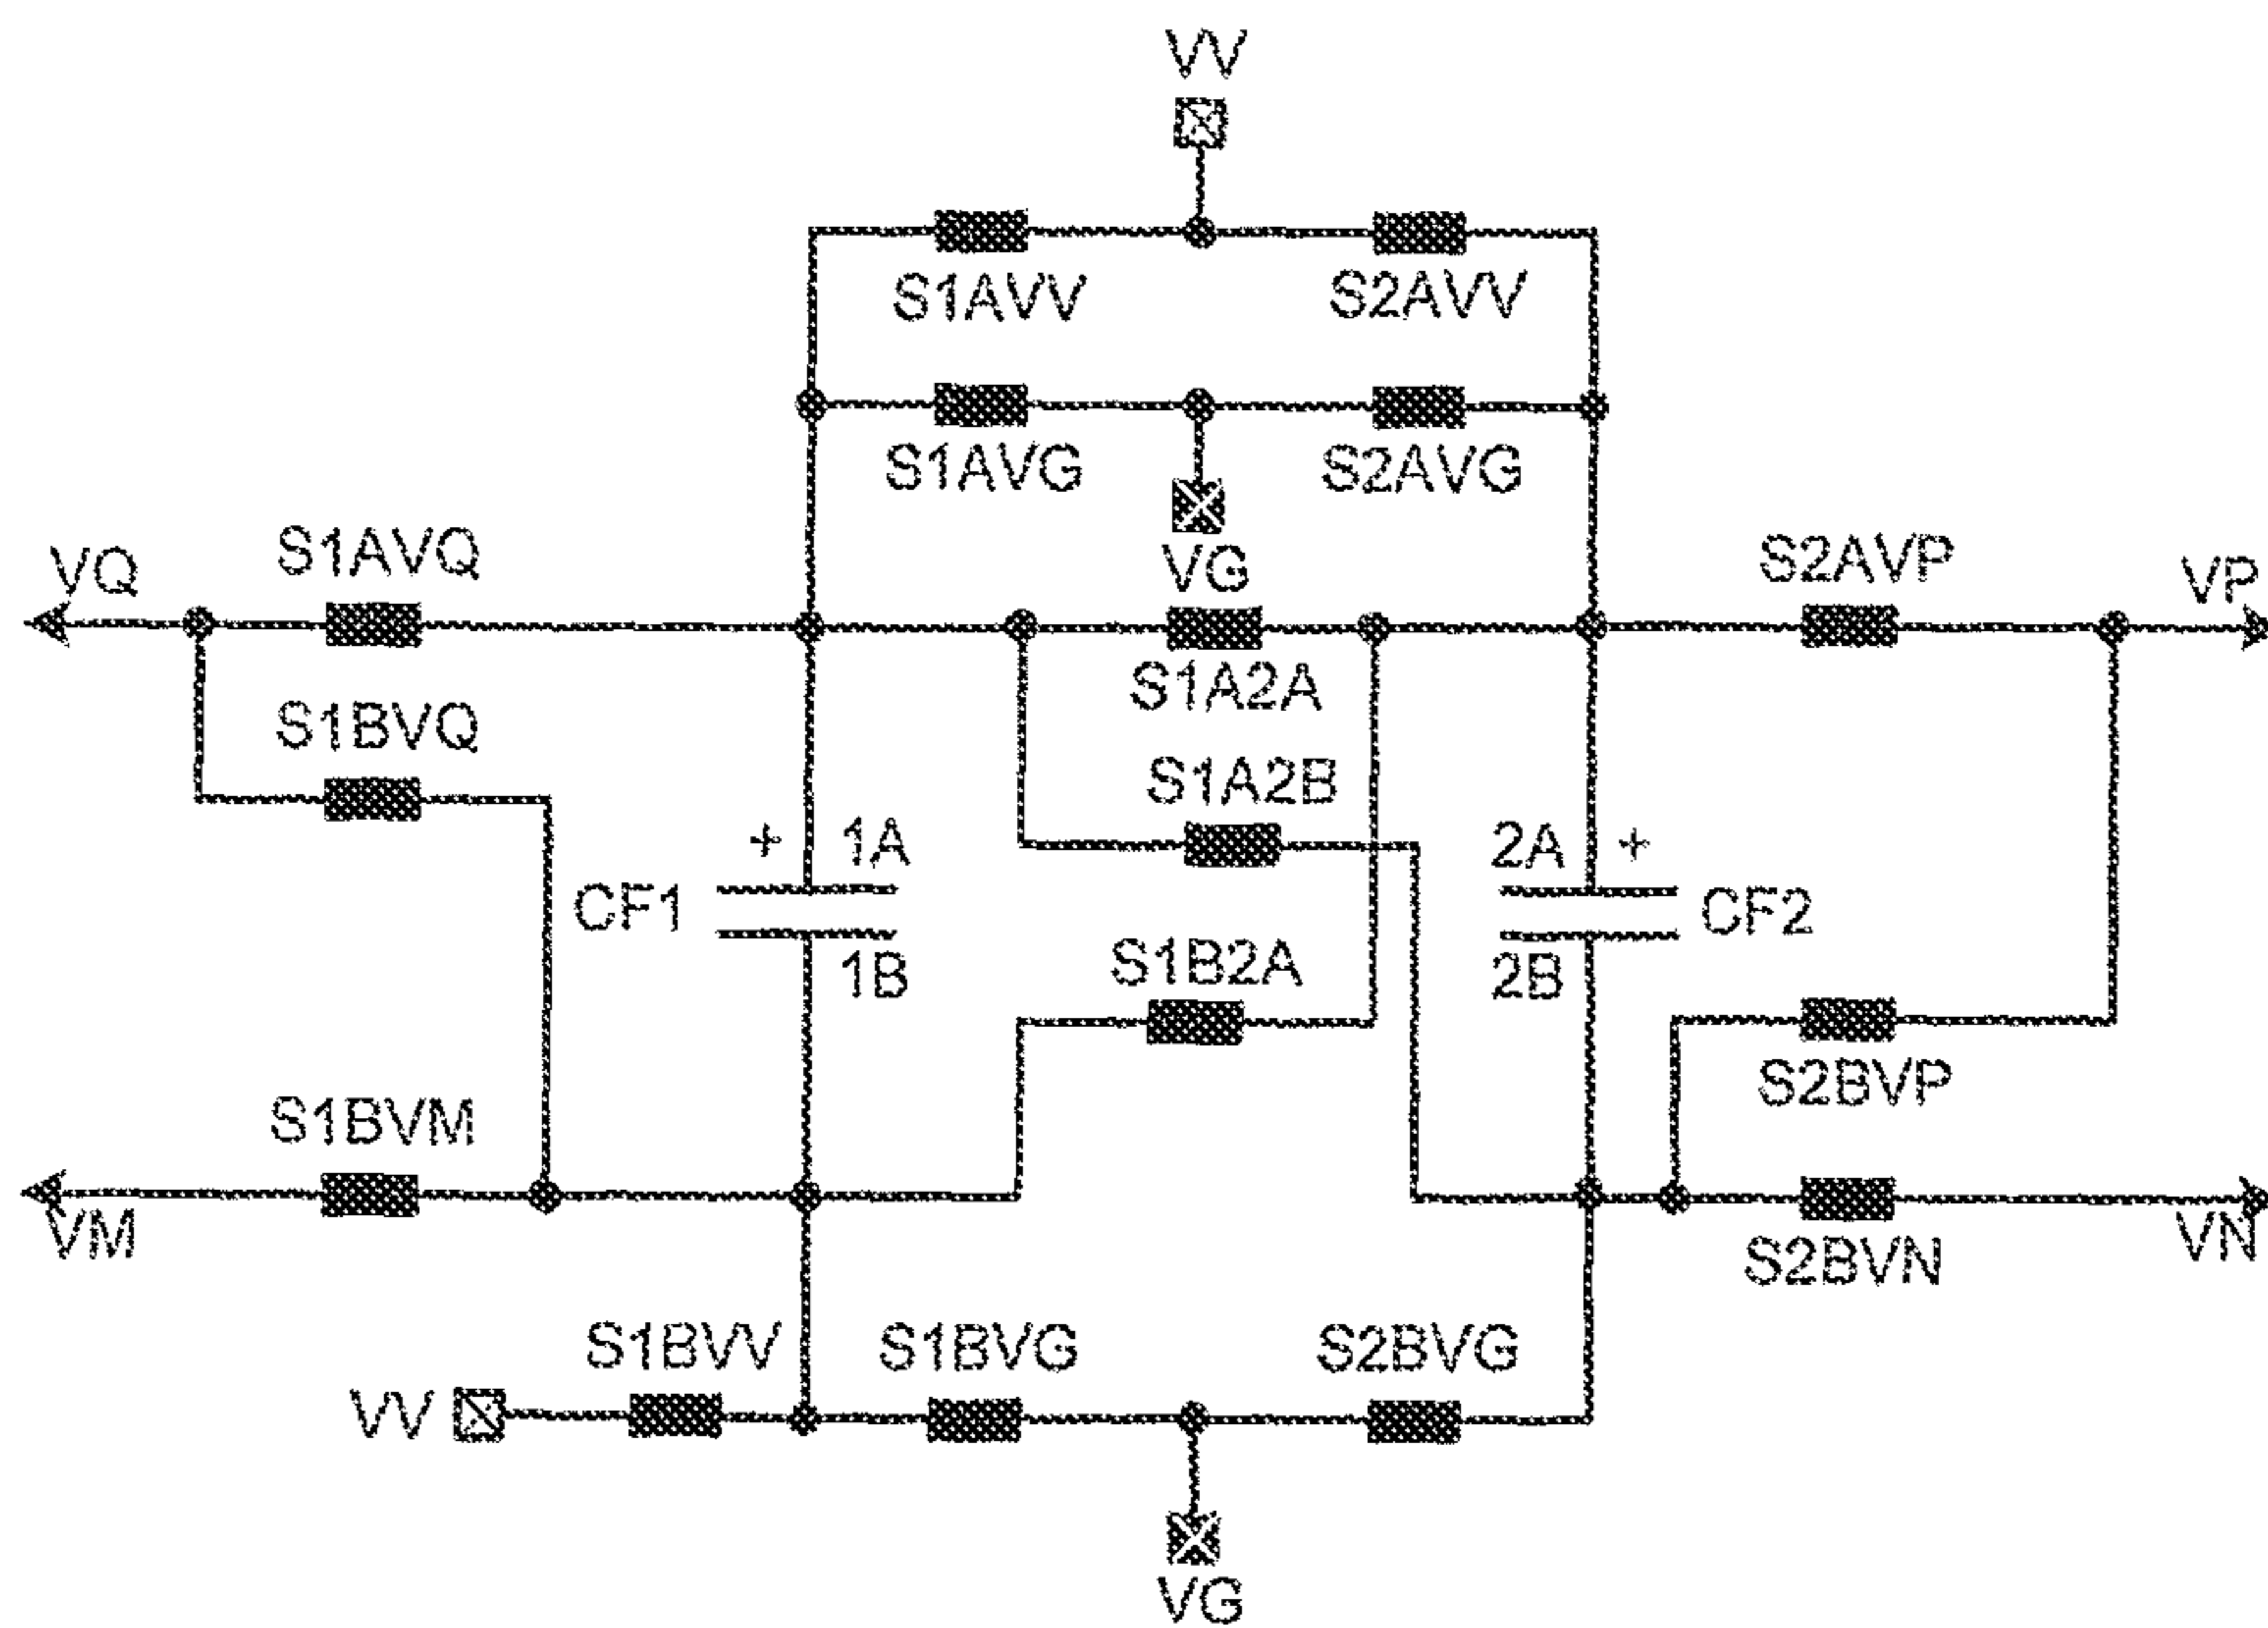 VV
S1AVV
S2AVV
S1AVG
S2AVG
VG
VQ
S1AVQ
S2AVP
VP
S1A2A
S1BVQ
S1A2B
+ 1A
2A +
CF1
CF2
1B
S1B2A
2B
S2BVP
S1BVM
VM
S2BVN
VN
S1BVV
S1BVG
S2BVG
VV
VG